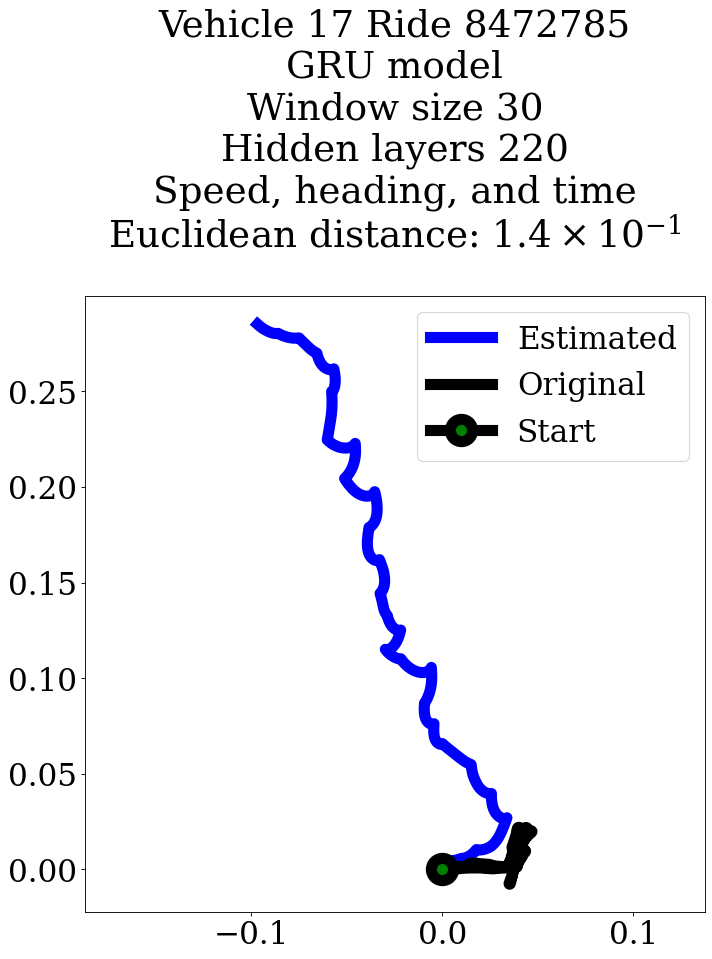 Vehicle 17 Ride 8472785
GRU model
Window size 30
Hidden layers 220
Speed, heading, and time
Euclidean distance: 1.4 × 10⁻¹
Estimated
Original
Start
0.25
0.20
0.15
0.10
0.05
0.00
−0.1 0.0 0.1